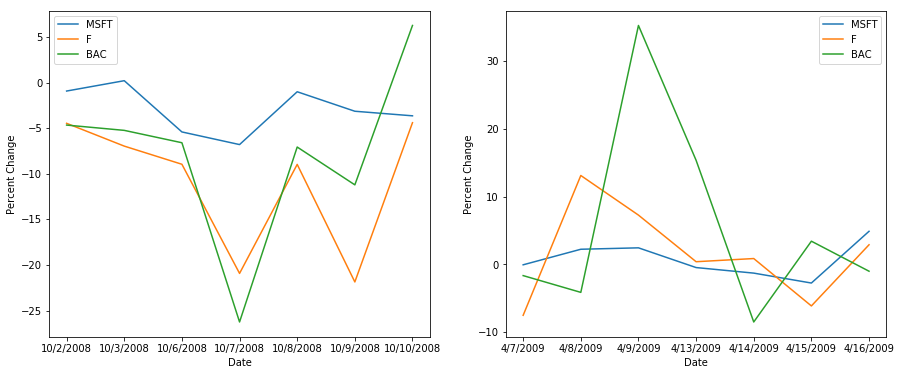 MSFT
F
BAC
5
0
−5
−10
−15
−20
−25
Percent Change
10/2/2008 10/3/2008 10/6/2008 10/7/2008 10/8/2008 10/9/2008 10/10/2008
Date
MSFT
F
BAC
30
20
10
0
−10
Percent Change
4/7/2009 4/8/2009 4/9/2009 4/13/2009 4/14/2009 4/15/2009 4/16/2009
Date